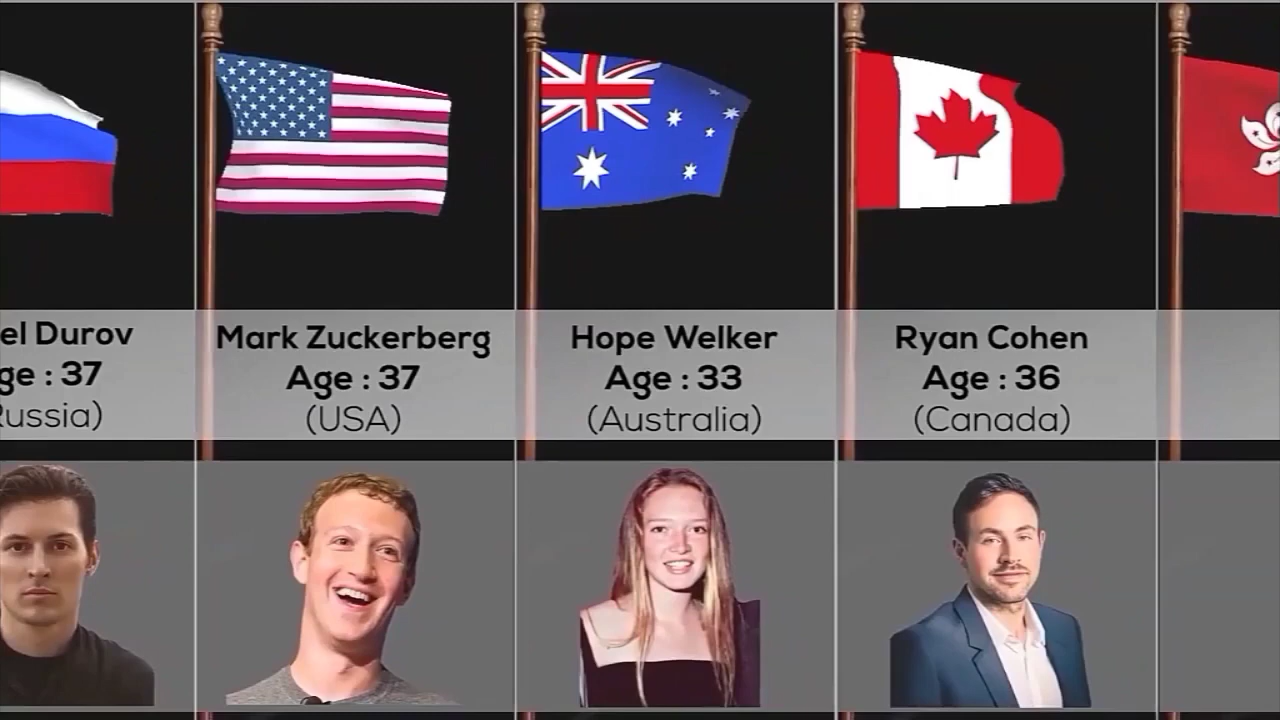 el Durov
ge : 37
Russia)
Mark Zuckerberg
Age : 37
(USA)
Hope Welker
Age : 33
(Australia)
Ryan Cohen
Age : 36
(Canada)